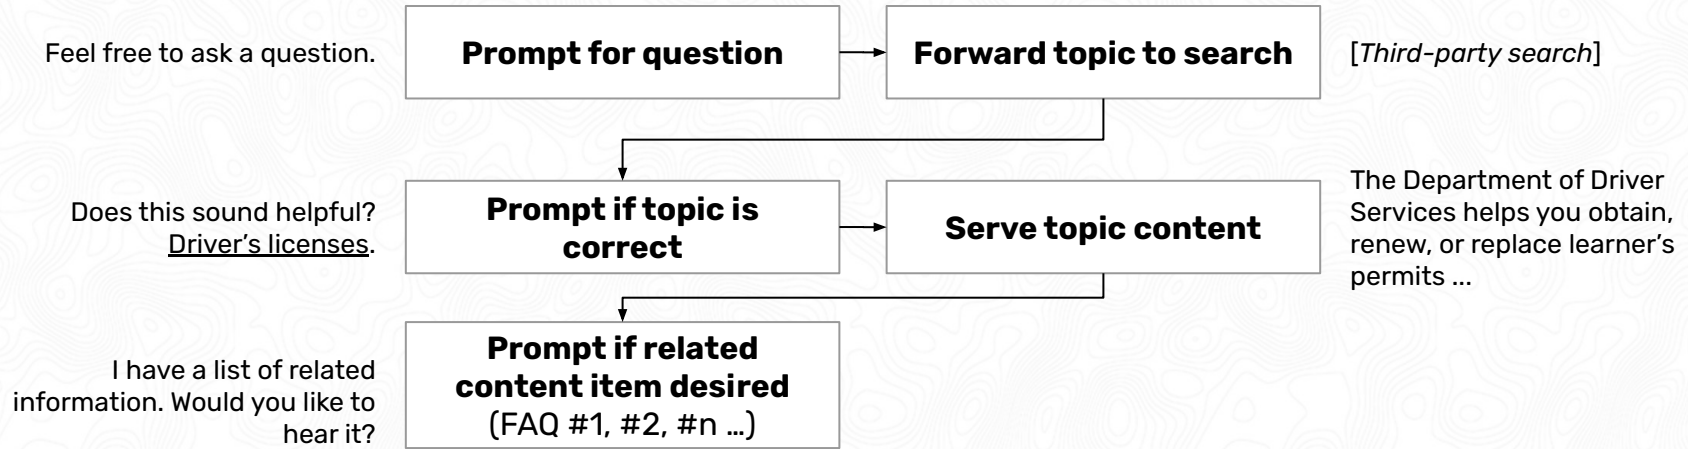 Feel free to ask a question.
Prompt for question
Forward topic to search
[Third-party search]
Does this sound helpful?
Driver’s licenses.
Prompt if topic is
correct
Serve topic content
The Department of Driver
Services helps you obtain,
renew, or replace learner’s
permits ...
I have a list of related
information. Would you like to
hear it?
Prompt if related
content item desired
(FAQ #1, #2, #n …)